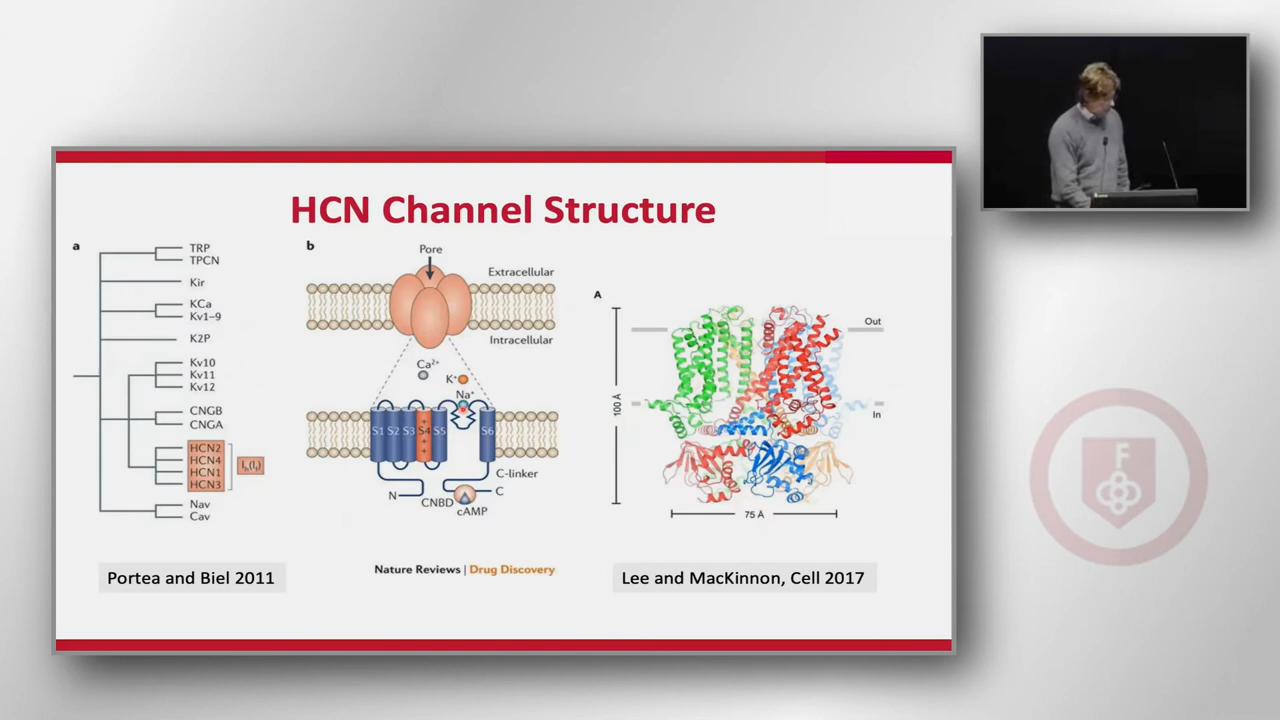 HCN Channel Structure
a
TRP
TPCN
Kir
KCa
Kv1–9
K2P
Kv10
Kv11
Kv12
CNGB
CNGA
HCN2
HCN4
HCN1
HCN3
Ih(If)
Nav
Cav
Portea and Biel 2011
b
Pore
Extracellular
Intracellular
Ca2+
K+
Na+
S1 S2 S3 S4 S5 S6
+
+
+
C-linker
N
C
CNBD
cAMP
Nature Reviews | Drug Discovery
A
Out
100 Å
In
75 Å
Lee and MacKinnon, Cell 2017
F